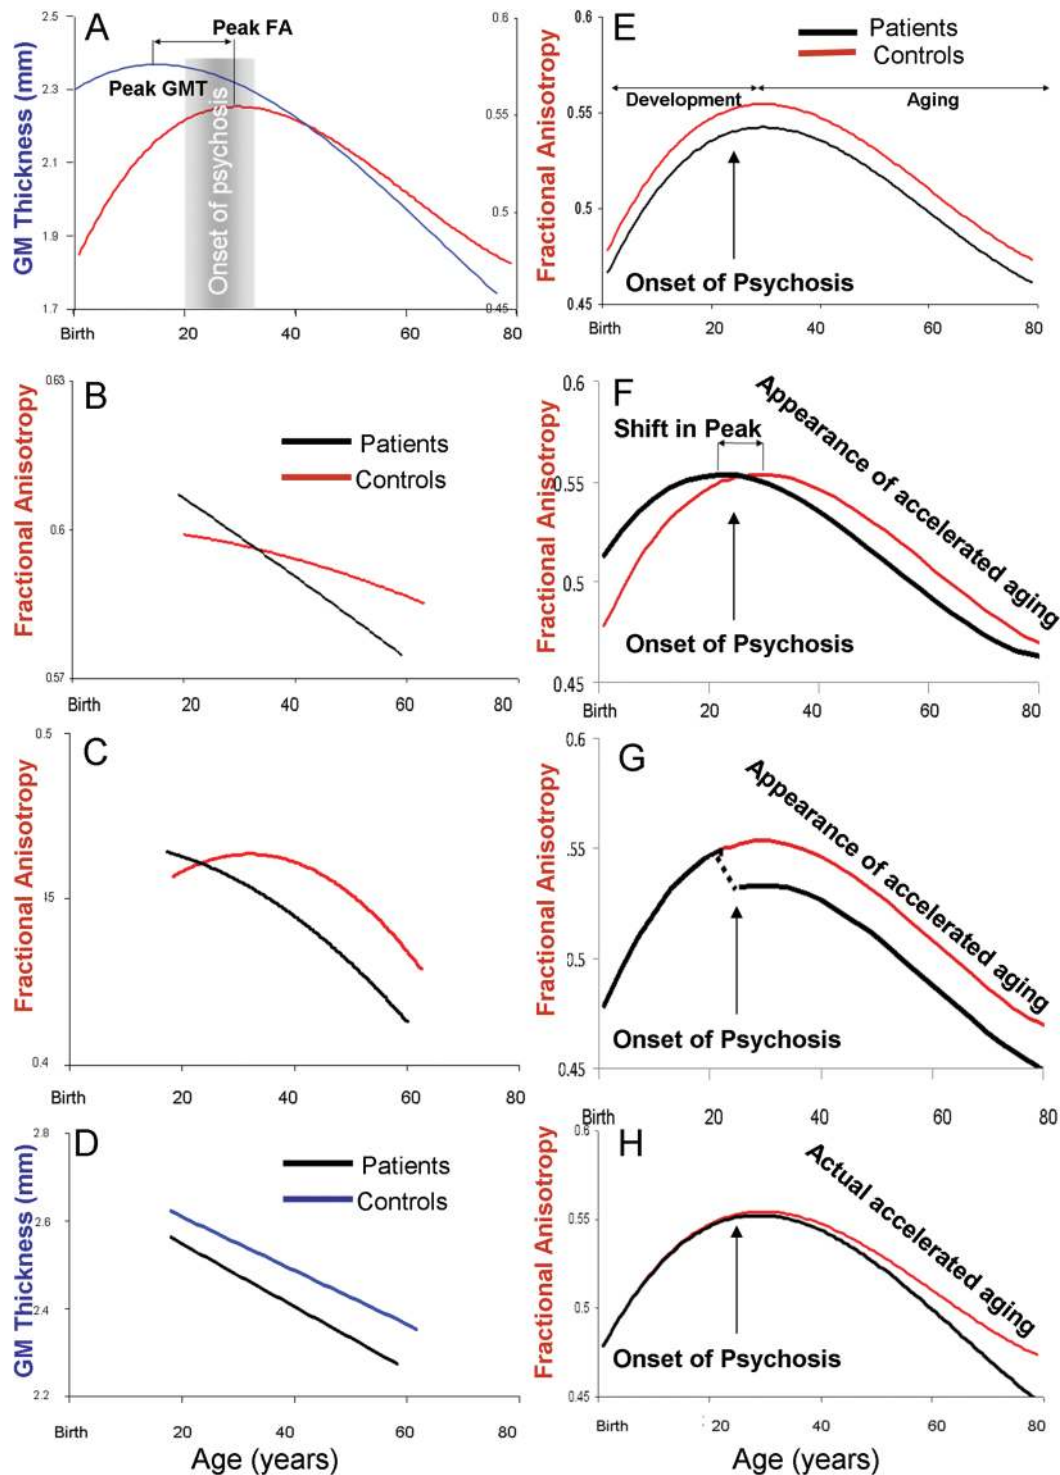 A
Peak FA
Peak GMT
Onset of psychosis
GM Thickness (mm)
2.5
2.3
2.1
1.9
1.7
0.6
0.55
0.5
0.45
Birth 20 40 60 80
E
Patients
Controls
Development
Aging
Onset of Psychosis
Fractional Anisotropy
0.6
0.55
0.5
0.45
Birth 20 40 60 80
B
Patients
Controls
Fractional Anisotropy
0.63
0.6
0.57
Birth 20 40 60 80
F
Shift in Peak
Appearance of accelerated aging
Onset of Psychosis
Fractional Anisotropy
0.6
0.55
0.5
0.45
Birth 20 40 60 80
C
Fractional Anisotropy
0.5
0.4
Birth 20 40 60 80
G
Appearance of accelerated aging
Onset of Psychosis
Fractional Anisotropy
0.6
.55
0.5
0.45
Birth 20 40 60 80
D
Patients
Controls
GM Thickness (mm)
2.8
2.6
2.4
2.2
Birth 20 40 60 80
Age (years)
H
Actual accelerated aging
Onset of Psychosis
Fractional Anisotropy
0.6
0.55
0.5
0.45
Birth 20 40 60 80
Age (years)